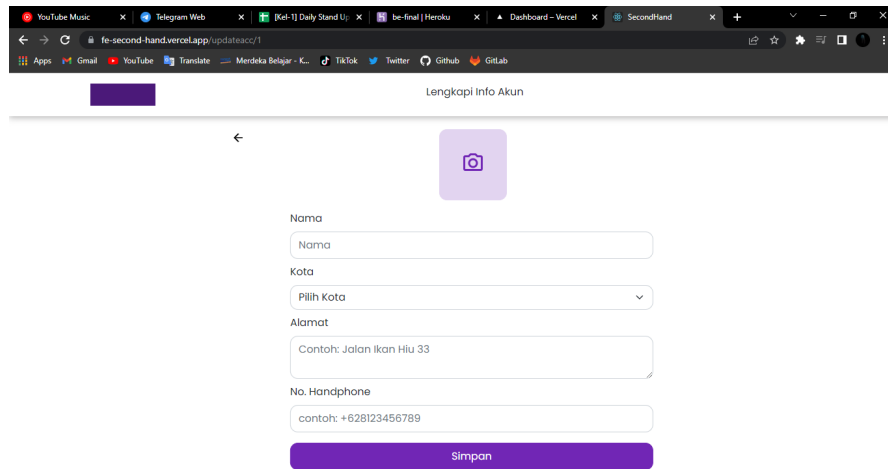 YouTube Music
Telegram Web
[Kel-1] Daily Stand Up
be-final | Heroku
Dashboard – Vercel
SecondHand
fe-second-hand.vercel.app/updateacc/1
Apps Gmail YouTube Translate Merdeka Belajar - K... TikTok Twitter Github GitLab
Lengkapi Info Akun
Nama
Nama
Kota
Pilih Kota
Alamat
Contoh: Jalan Ikan Hiu 33
No. Handphone
contoh: +628123456789
Simpan